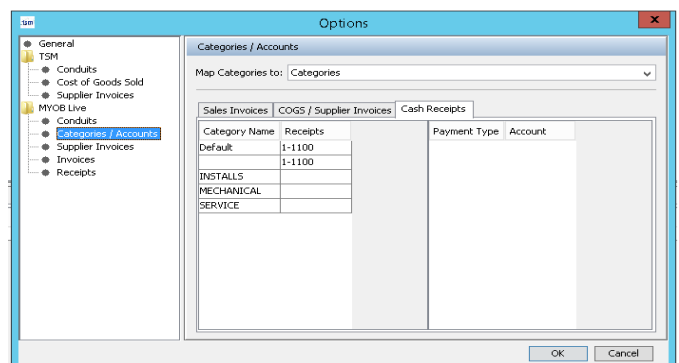 tsm
Options
x
General
TSM
Conduits
Cost of Goods Sold
Supplier Invoices
MYOB Live
Conduits
Categories / Accounts
Supplier Invoices
Invoices
Receipts
Categories / Accounts
Map Categories to: Categories
Sales Invoices COGS / Supplier Invoices Cash Receipts
Category Name Receipts
Default 1-1100
1-1100
INSTALLS
MECHANICAL
SERVICE
Payment Type Account
OK Cancel